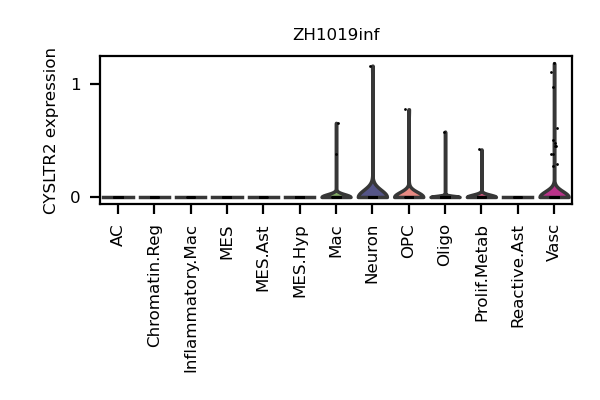 ZH1019inf
CYSLTR2 expression
1
0
AC
Chromatin.Reg
Inflammatory.Mac
MES
MES.Ast
MES.Hyp
Mac
Neuron
OPC
Oligo
Prolif.Metab
Reactive.Ast
Vasc